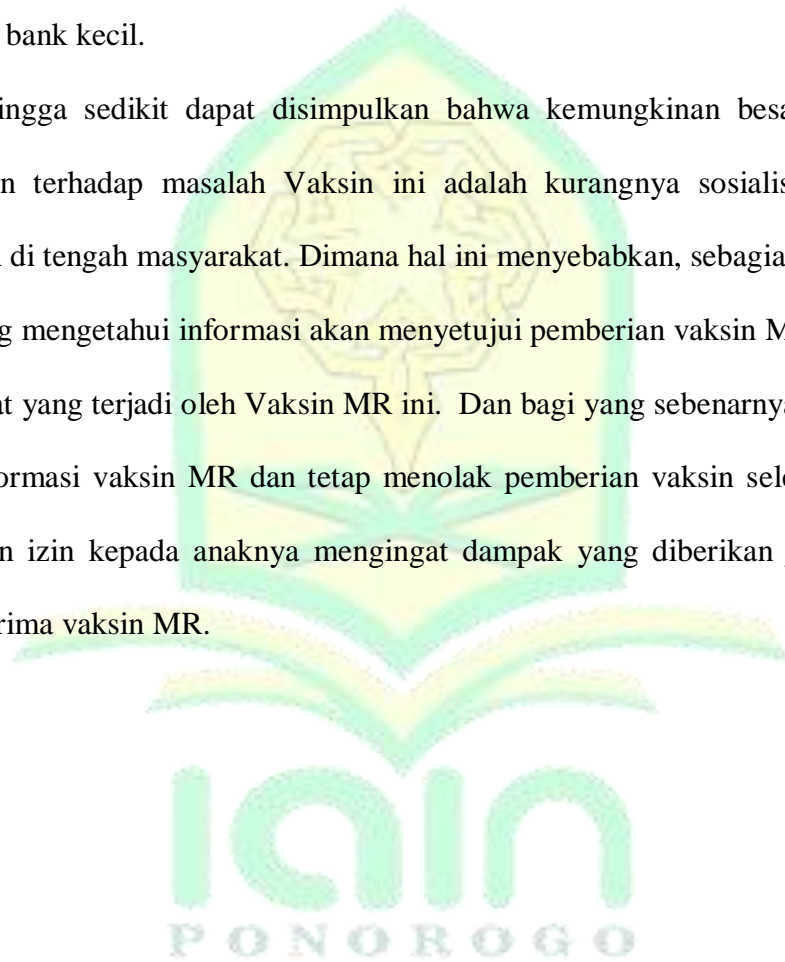 bank kecil.
ingga sedikit dapat disimpulkan bahwa kemungkinan besa
n terhadap masalah Vaksin ini adalah kurangnya sosialis
di tengah masyarakat. Dimana hal ini menyebabkan, sebagia
g mengetahui informasi akan menyetujui pemberian vaksin M
at yang terjadi oleh Vaksin MR ini. Dan bagi yang sebenarnya
ormasi vaksin MR dan tetap menolak pemberian vaksin sel
n izin kepada anaknya mengingat dampak yang diberikan
rima vaksin MR.
iain
PONOROGO